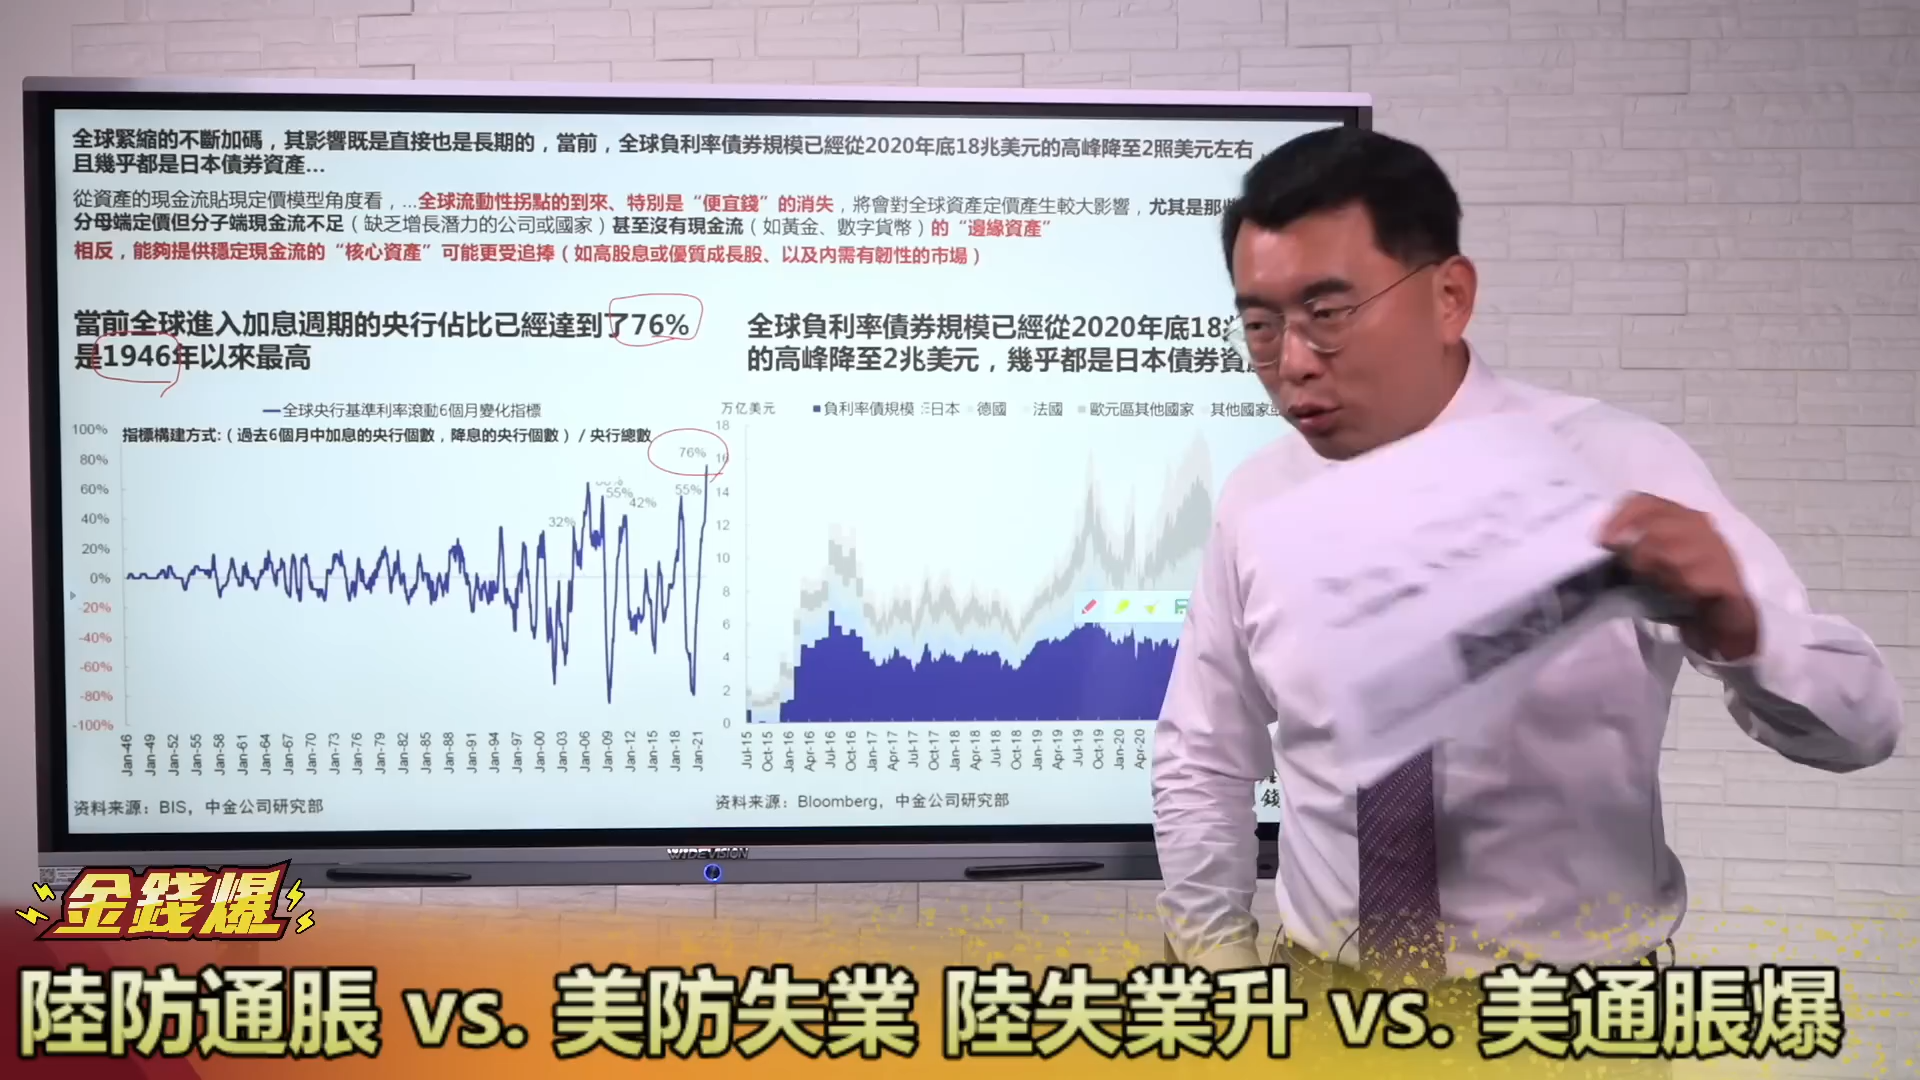 全球緊縮的不斷加碼，其影響既是直接也是長期的，當前，全球負利率債券規模已經從2020年底18兆美元的高峰降至2照美元左右，
且幾乎都是日本債券資產...
從資產的現金流貼現定價模型角度看，...全球流動性拐點的到來、特別是“便宜錢”的消失，將會對全球資產定價產生較大影響，尤其是那些
分母端定價但分子端現金流不足（缺乏增長潛力的公司或國家）甚至沒有現金流（如黃金、數字貨幣）的“邊緣資產”
相反，能夠提供穩定現金流的“核心資產”可能更受追捧（如高股息或優質成長股、以及內需有韌性的市場）
當前全球進入加息週期的央行佔比已經達到了76%
是1946年以來最高
全球央行基準利率滾動6個月變化指標
指標構建方式:（過去6個月中加息的央行個數，降息的央行個數）/ 央行總數
100%
80%
60%
40%
20%
0%
-20%
-40%
-60%
-80%
-100%
32%
55%
42%
55%
76%
Jan-46 Jan-49 Jan-52 Jan-55 Jan-58 Jan-61 Jan-64 Jan-67 Jan-70 Jan-73 Jan-76 Jan-79 Jan-82 Jan-85 Jan-88 Jan-91 Jan-94 Jan-97 Jan-00 Jan-03 Jan-06 Jan-09 Jan-12 Jan-15 Jan-18 Jan-21
资料来源：BIS，中金公司研究部
全球負利率債券規模已經從2020年底18
的高峰降至2兆美元，幾乎都是日本債券資
万亿美元
負利率債規模 日本 德國 法國 歐元區其他國家 其他國家
18
16
14
12
10
8
6
4
2
0
Jul-15 Oct-15 Jan-16 Apr-16 Jul-16 Oct-16 Jan-17 Apr-17 Jul-17 Oct-17 Jan-18 Apr-18 Jul-18 Oct-18 Jan-19 Apr-19 Jul-19 Oct-19 Jan-20 Apr-20
资料来源：Bloomberg，中金公司研究部
錢
WIDEVISION
金錢爆
陸防通脹 vs. 美防失業 陸失業升 vs. 美通脹爆